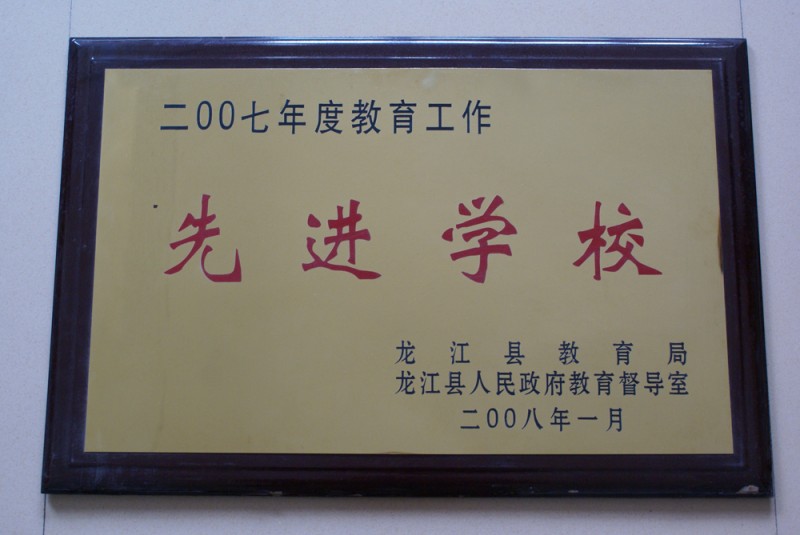 二00七年度教育工作
先进学校
龙江县教育局
龙江县人民政府教育督导室
二00八年一月